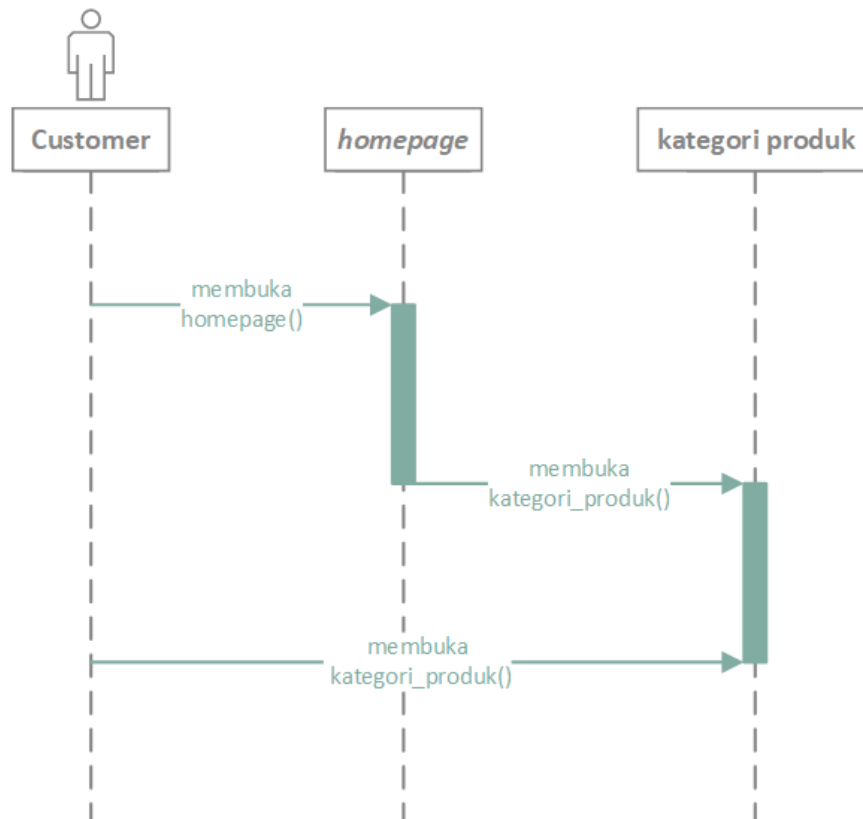 Customer
homepage
kategori produk
membuka
homepage()
membuka
kategori_produk()
membuka
kategori_produk()